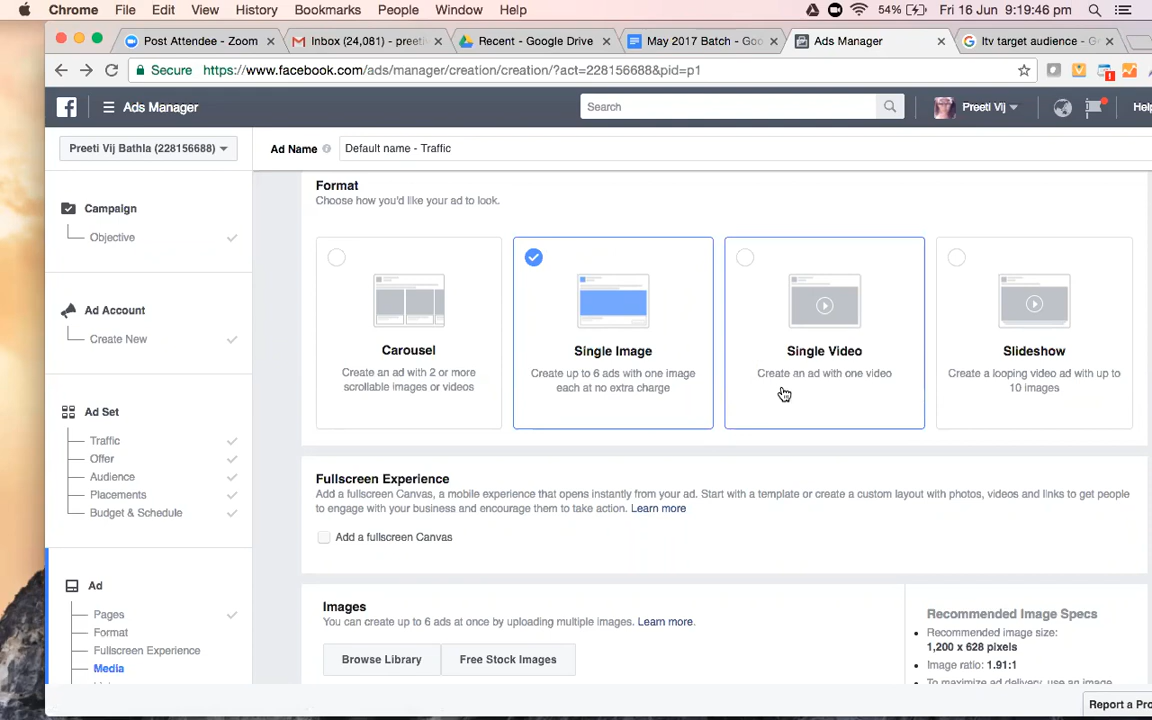 Chrome File Edit View History Bookmarks People Window Help 54% Fri 16 Jun 9:19:46 pm
Post Attendee - Zoom Inbox (24,081) - preeti Recent - Google Drive May 2017 Batch - Goo Ads Manager ltv target audience - Go
Secure https://www.facebook.com/ads/manager/creation/creation/?act=228156688&pid=p1
Ads Manager Search Preeti Vij Help
Preeti Vij Bathla (228156688) Ad Name Default name - Traffic
Campaign
Objective
Ad Account
Create New
Ad Set
Traffic
Offer
Audience
Placements
Budget & Schedule
Ad
Pages
Format
Fullscreen Experience
Media
Format
Choose how you'd like your ad to look.
Carousel
Create an ad with 2 or more
scrollable images or videos
Single Image
Create up to 6 ads with one image
each at no extra charge
Single Video
Create an ad with one video
Slideshow
Create a looping video ad with up to
10 images
Fullscreen Experience
Add a fullscreen Canvas, a mobile experience that opens instantly from your ad. Start with a template or create a custom layout with photos, videos and links to get people
to engage with your business and encourage them to take action. Learn more
Add a fullscreen Canvas
Images
You can create up to 6 ads at once by uploading multiple images. Learn more.
Browse Library Free Stock Images
Recommended Image Specs
Recommended image size:
1,200 x 628 pixels
Image ratio: 1.91:1
To maximize ad delivery, use an image
Report a Pro